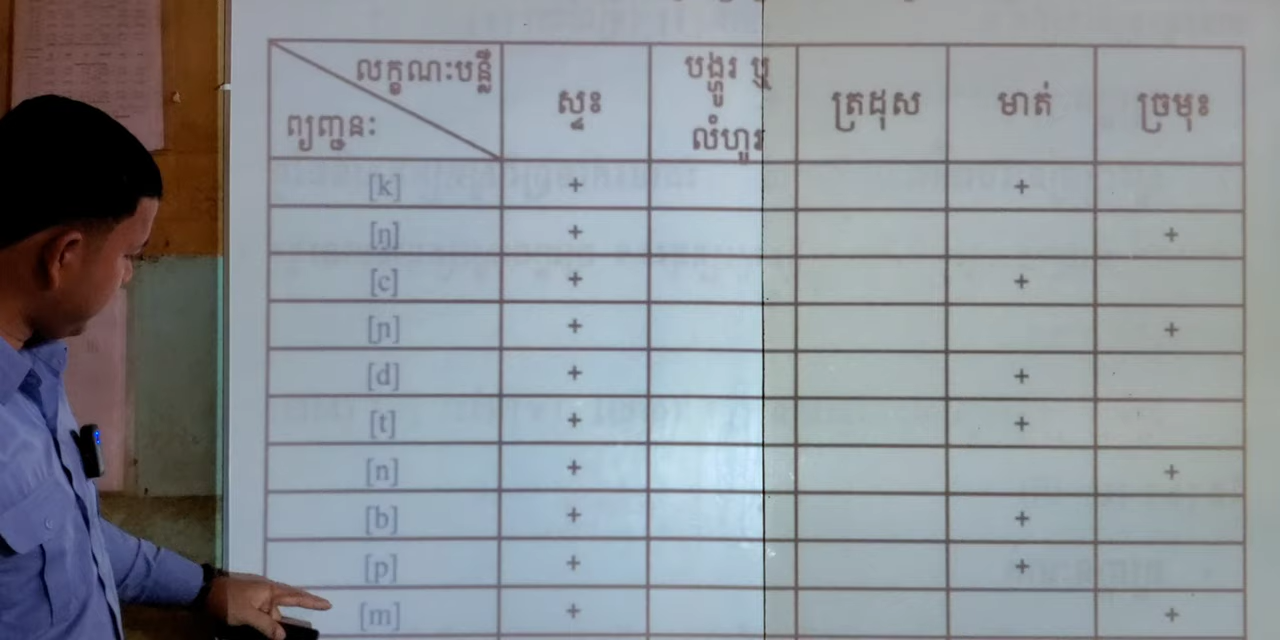 លក្ខណៈបន្លឺ
ព្យញ្ជនៈ
ស្ទះ
បង្ហូរ ឬ
លំហូរ
ត្រដុស
មាត់
ច្រមុះ
[k] + +
[ŋ] + +
[c] + +
[ɲ] + +
[d] + +
[t] + +
[n] + +
[b] + +
[p] + +
[m] + +